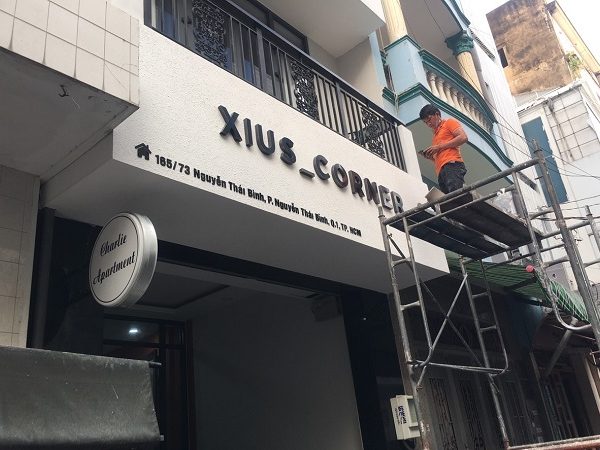 XIUS_CORNER
165/73 Nguyễn Thái Bình, P. Nguyễn Thái Bình, Q.1, TP. HCM
Charlie
Apartment